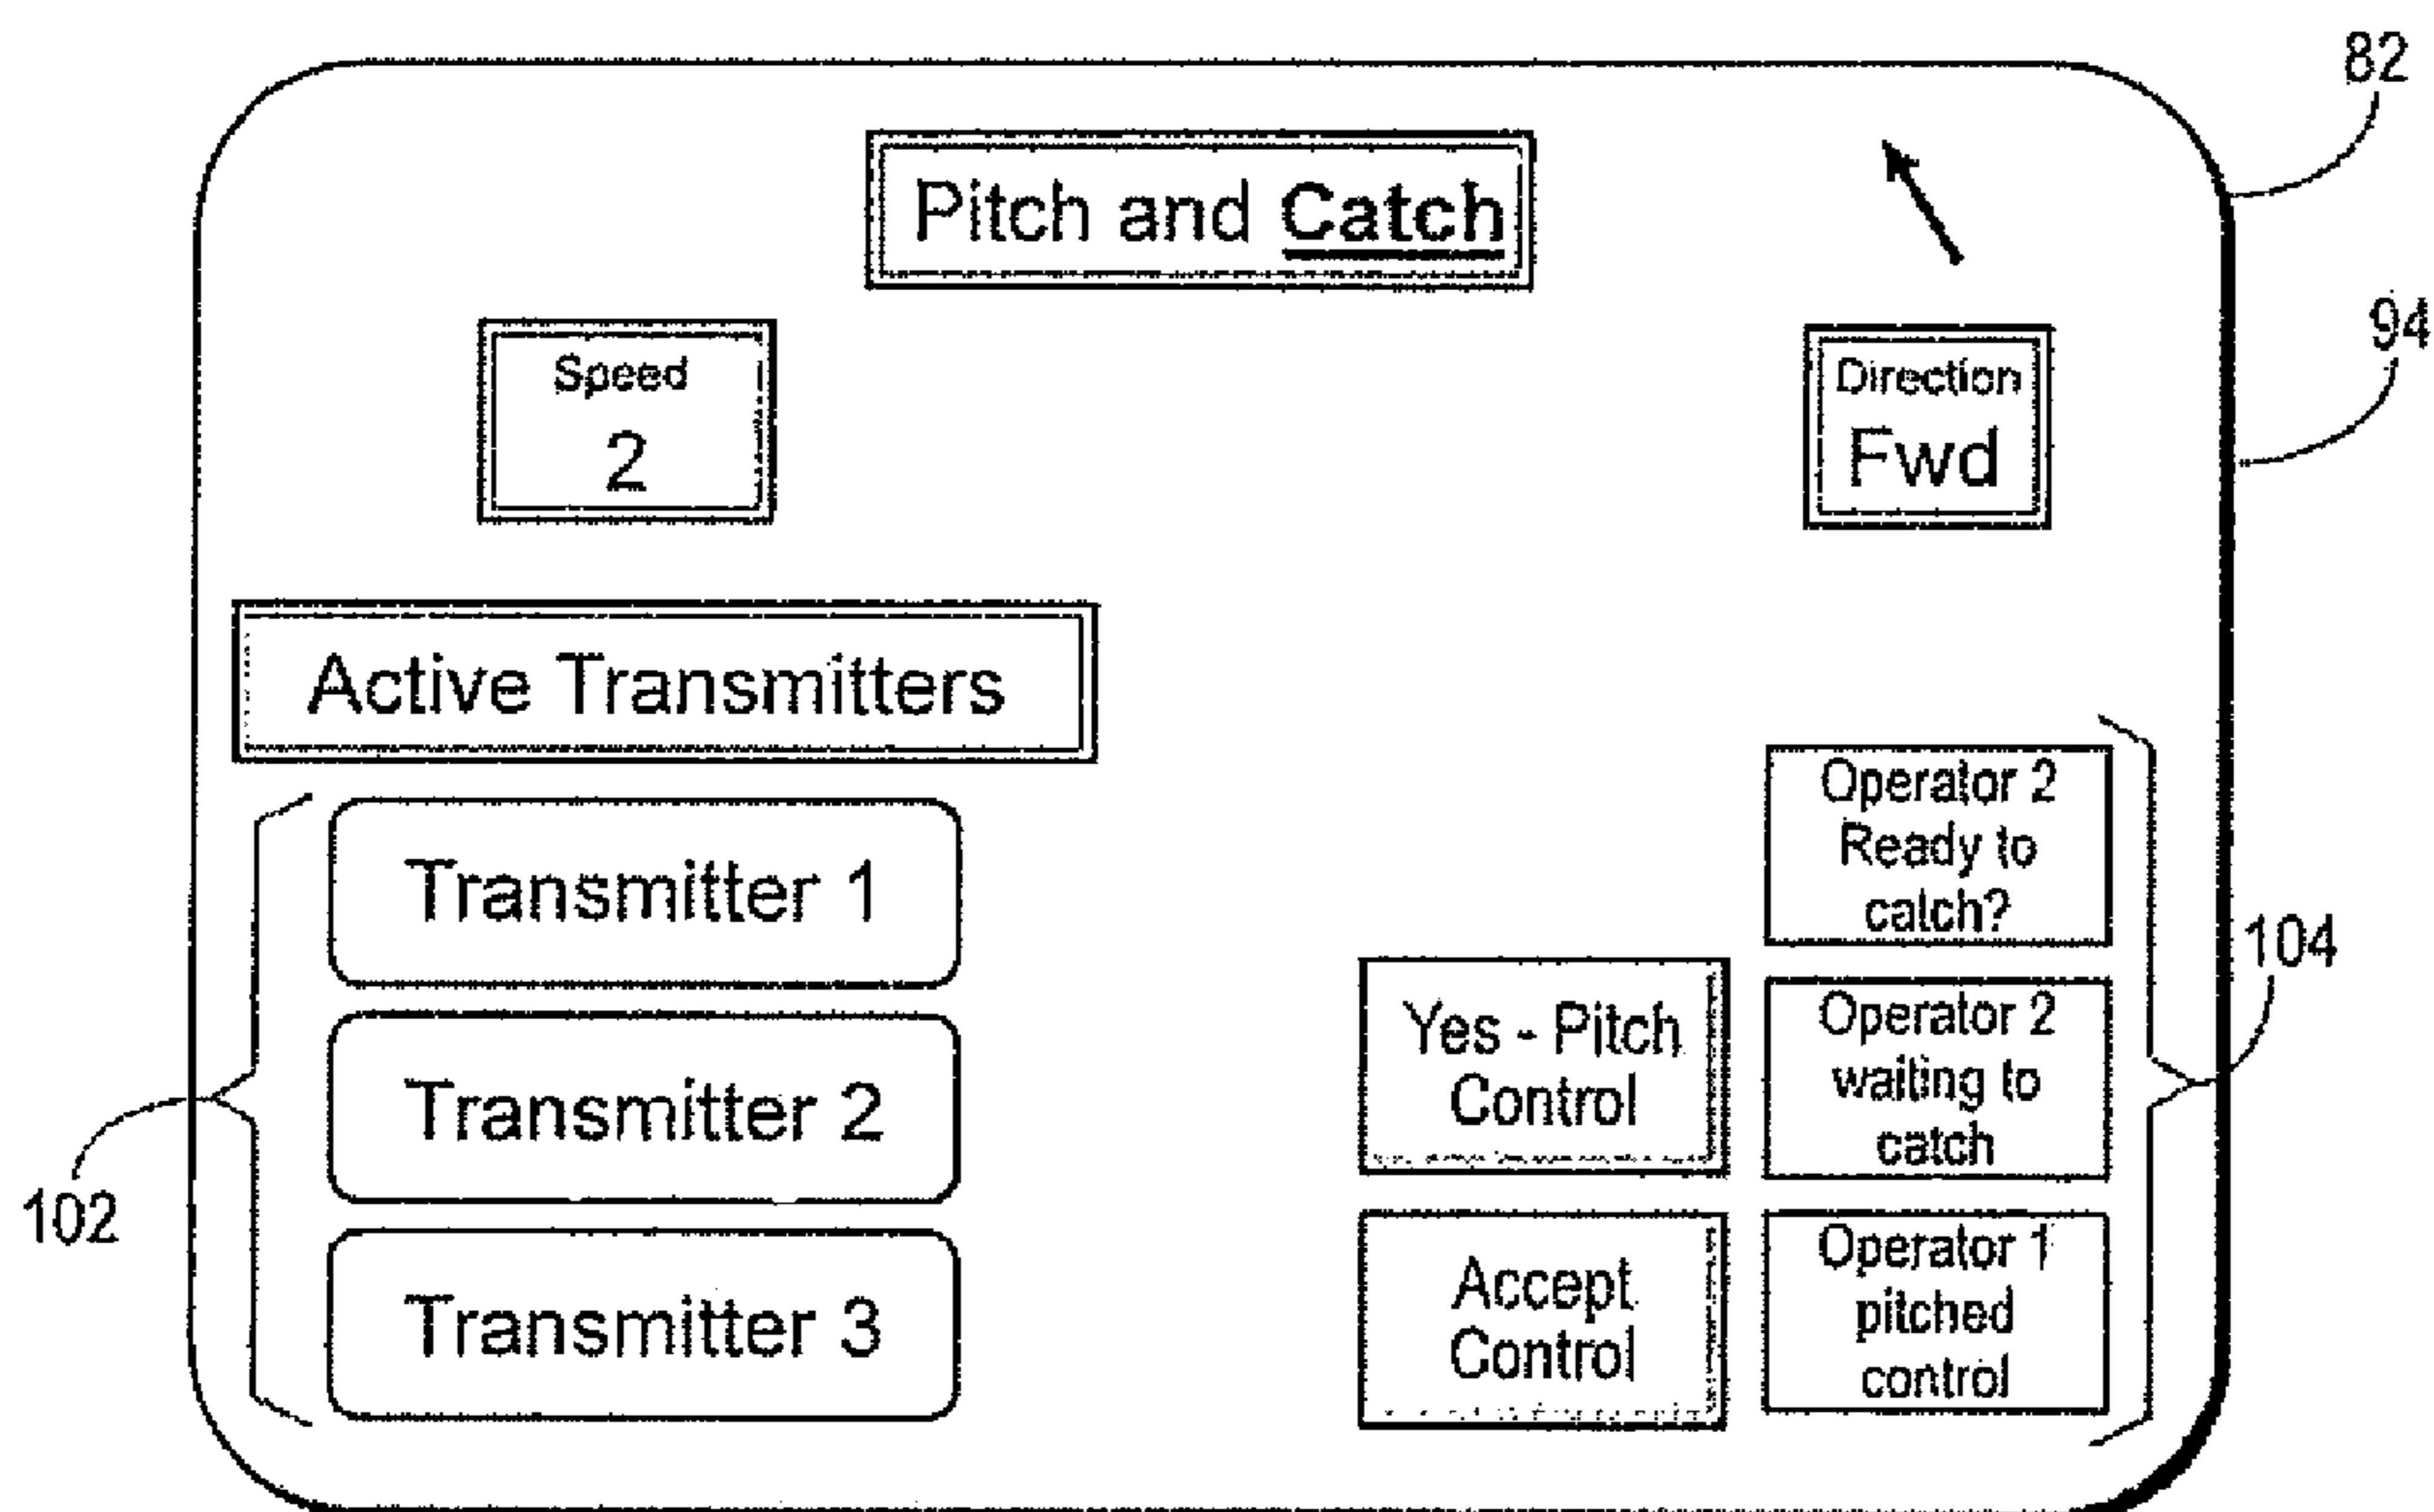 82
Pitch and Catch
94
Speed
2
Direction
Fwd
Active Transmitters
Transmitter 1
Transmitter 2
Transmitter 3
102
Yes - Pitch
Control
Accept
Control
Operator 2
Ready to
catch?
Operator 2
waiting to
catch
Operator 1
pitched
control
104